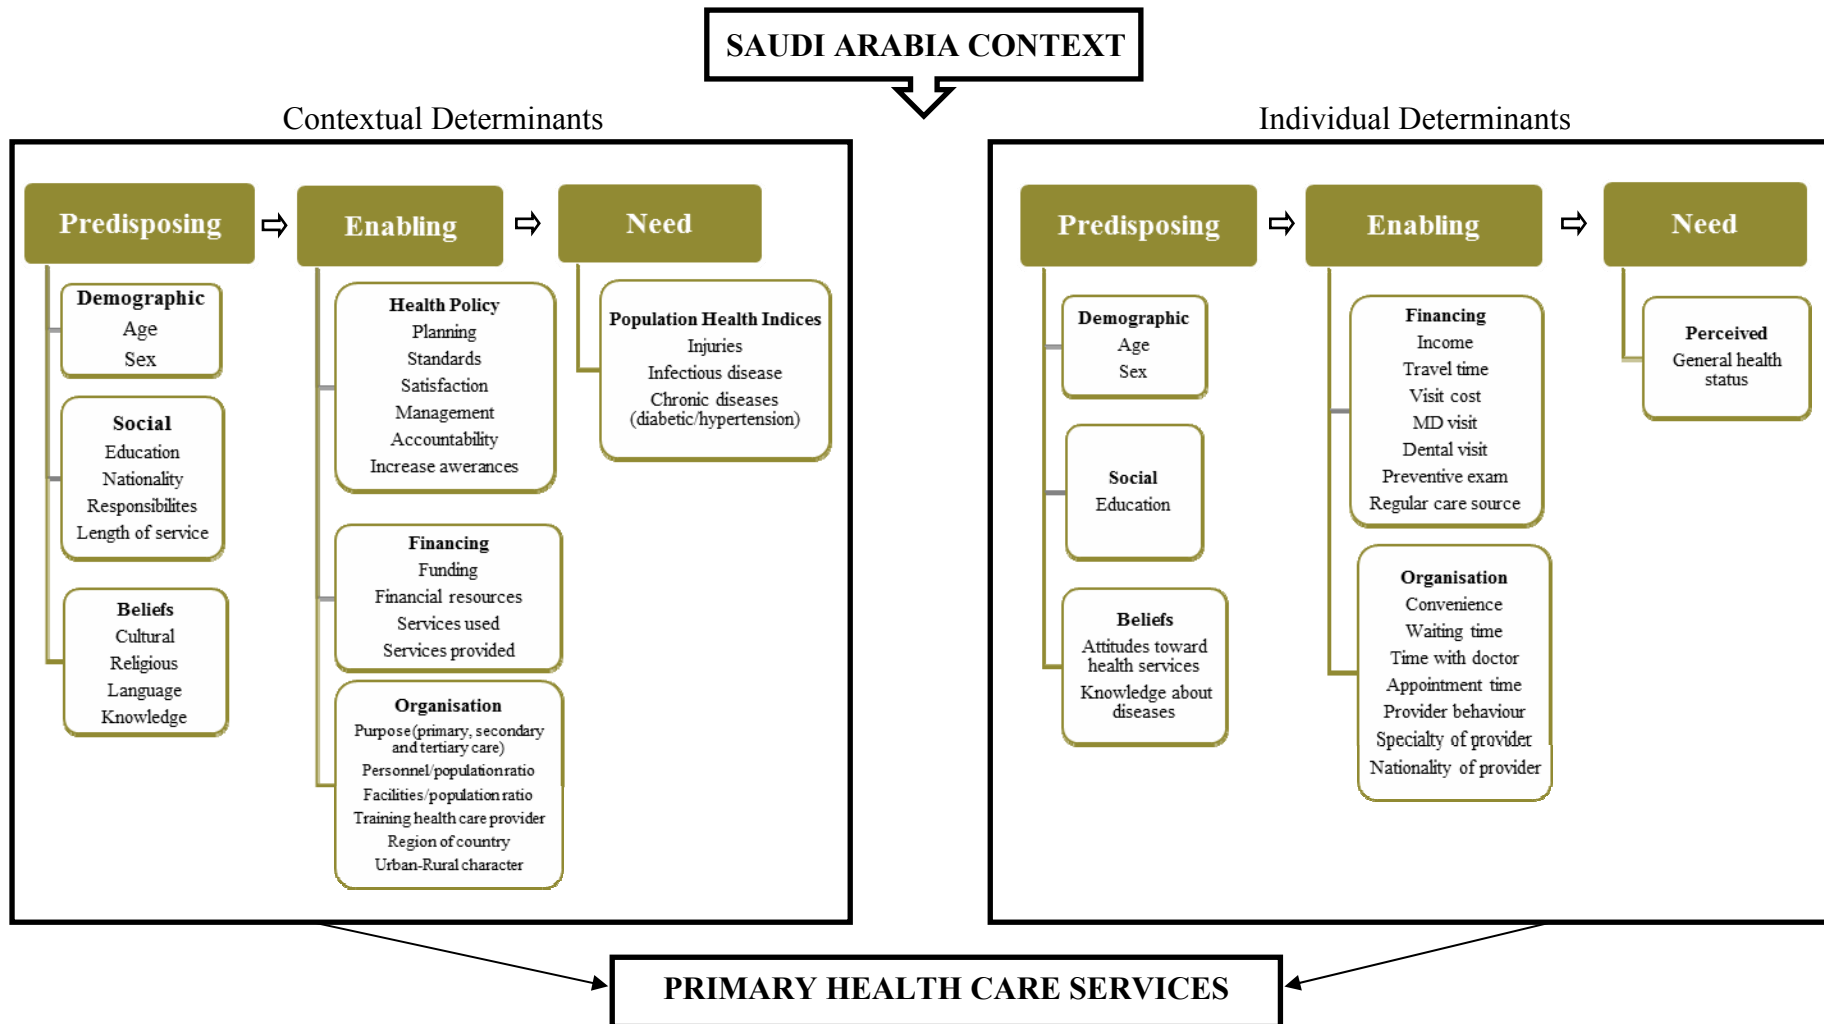 SAUDI ARABIA CONTEXT
Contextual Determinants
Predisposing
Enabling
Need
Demographic
Age
Sex
Social
Education
Nationality
Responsibilites
Length of service
Beliefs
Cultural
Religious
Language
Knowledge
Health Policy
Planning
Standards
Satisfaction
Management
Accountability
Increase awerances
Financing
Funding
Financial resources
Services used
Services provided
Organisation
Purpose (primary, secondary
and tertiary care)
Personnel/population ratio
Facilities/population ratio
Training health care provider
Region of country
Urban-Rural character
Population Health Indices
Injuries
Infectious disease
Chronic diseases
(diabetic/hypertension)
Individual Determinants
Predisposing
Enabling
Need
Demographic
Age
Sex
Social
Education
Beliefs
Attitudes toward
health services
Knowledge about
diseases
Financing
Income
Travel time
Visit cost
MD visit
Dental visit
Preventive exam
Regular care source
Organisation
Convenience
Waiting time
Time with doctor
Appointment time
Provider behaviour
Specialty of provider
Nationality of provider
Perceived
General health
status
PRIMARY HEALTH CARE SERVICES